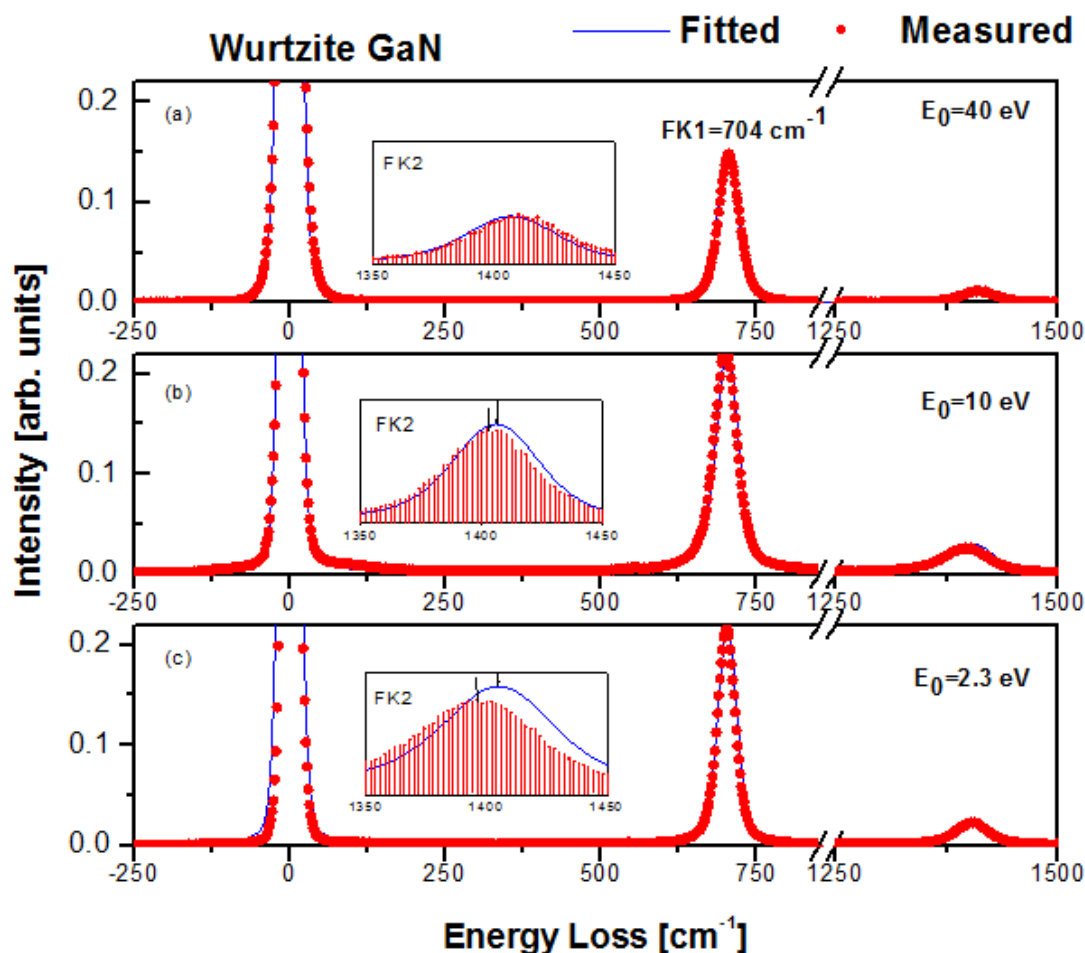 Wurtzite GaN
Fitted
Measured
Intensity [arb. units]
0.2
0.1
0.0
(a)
FK2
1350 1400 1450
FK1=704 cm-1
E0=40 eV
-250 0 250 500 750 1250 1500
0.2
0.1
0.0
(b)
FK2
1350 1400 1450
E0=10 eV
-250 0 250 500 750 1250 1500
0.2
0.1
0.0
(c)
FK2
1350 1400 1450
E0=2.3 eV
-250 0 250 500 750 1250 1500
Energy Loss [cm-1]